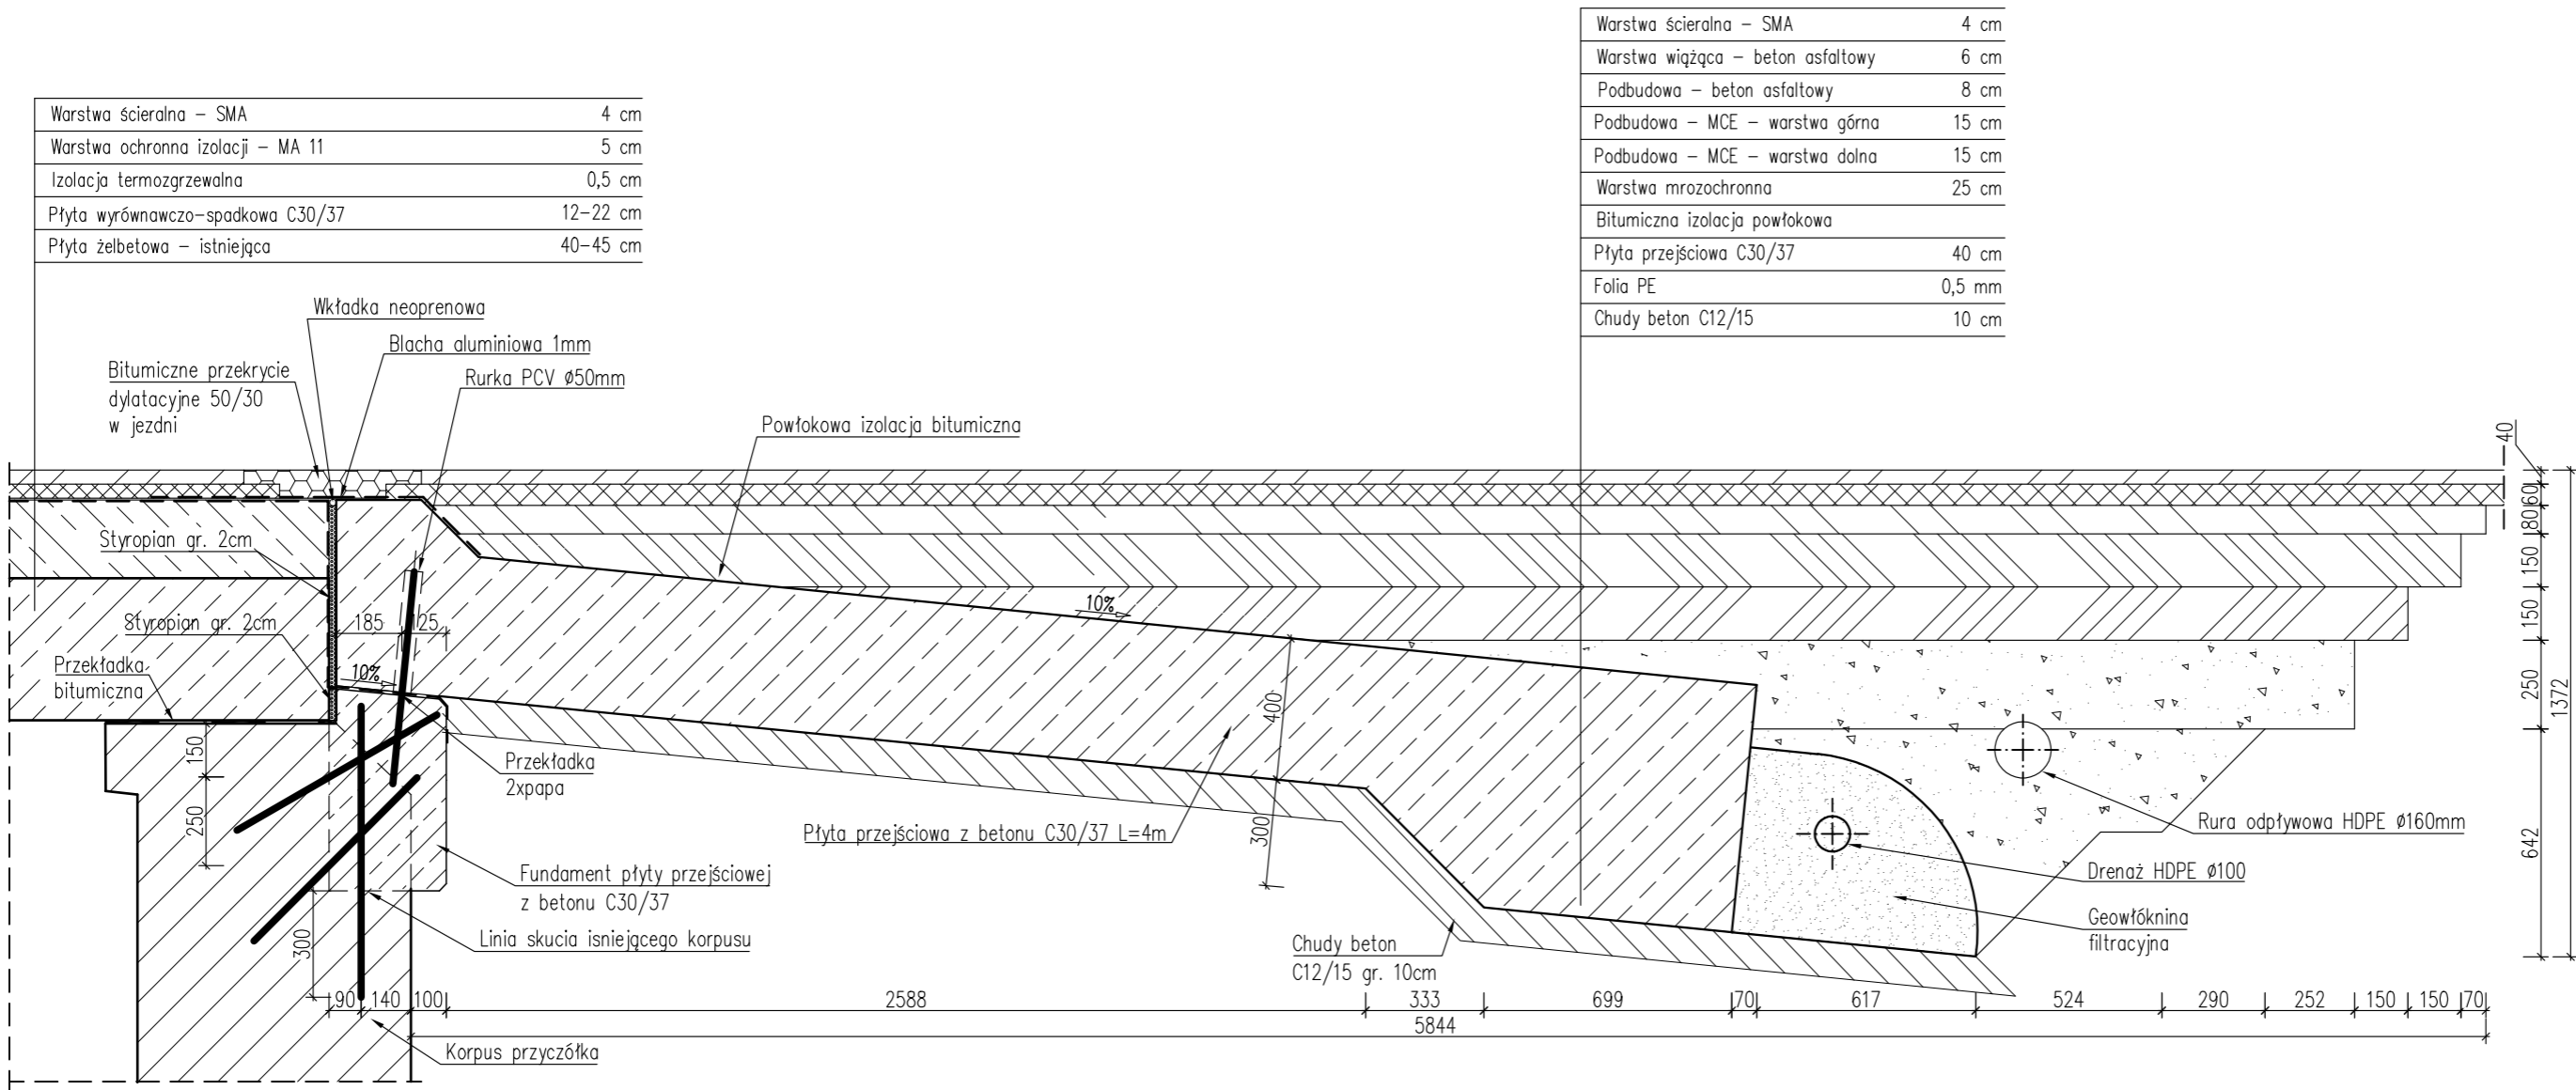 Warstwa ścieralna – SMA 4 cm
Warstwa wiążąca – beton asfaltowy 6 cm
Podbudowa – beton asfaltowy 8 cm
Podbudowa – MCE – warstwa górna 15 cm
Podbudowa – MCE – warstwa dolna 15 cm
Warstwa mrozochronna 25 cm
Bitumiczna izolacja powłokowa
Płyta przejściowa C30/37 40 cm
Folia PE 0,5 mm
Chudy beton C12/15 10 cm
Warstwa ścieralna – SMA 4 cm
Warstwa ochronna izolacji – MA 11 5 cm
Izolacja termozgrzewalna 0,5 cm
Płyta wyrównawczo-spadkowa C30/37 12–22 cm
Płyta żelbetowa – istniejąca 40–45 cm
Wkładka neoprenowa
Blacha aluminiowa 1mm
Bitumiczne przekrycie
dylatacyjne 50/30
w jezdni
Rurka PCV ø50mm
Powłokowa izolacja bitumiczna
Styropian gr. 2cm
Styropian gr. 2cm
Przekładka
bitumiczna
185
125
10%
10%
150
250
300
400
300
Przekładka
2xpapa
Płyta przejściowa z betonu C30/37 L=4m
Fundament płyty przejściowej
z betonu C30/37
Linia skucia isniejącego korpusu
Chudy beton
C12/15 gr. 10cm
Rura odpływowa HDPE ø160mm
Drenaż HDPE ø100
Geowłóknina
filtracyjna
40
60
80
150
150
250
642
1372
90 140 100 2588 333 699 70 617 524 290 252 150 150 70
5844
Korpus przyczółka